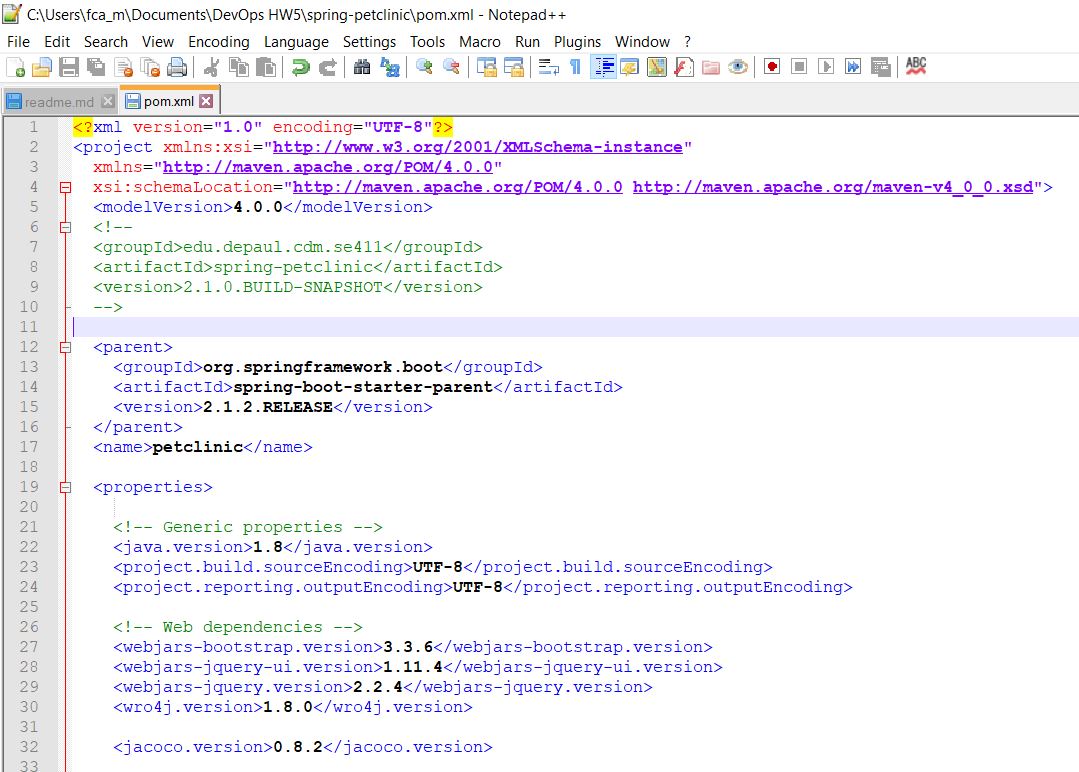 C:\Users\fca_m\Documents\DevOps HW5\spring-petclinic\pom.xml - Notepad++
File Edit Search View Encoding Language Settings Tools Macro Run Plugins Window ?
ABC
readme.md pom.xml
1 <?xml version="1.0" encoding="UTF-8"?>
2 <project xmlns:xsi="http://www.w3.org/2001/XMLSchema-instance"
3 xmlns="http://maven.apache.org/POM/4.0.0"
4 xsi:schemaLocation="http://maven.apache.org/POM/4.0.0 http://maven.apache.org/maven-v4_0_0.xsd">
5 <modelVersion>4.0.0</modelVersion>
6 <!--
7 <groupId>edu.depaul.cdm.se411</groupId>
8 <artifactId>spring-petclinic</artifactId>
9 <version>2.1.0.BUILD-SNAPSHOT</version>
10 -->
11
12 <parent>
13 <groupId>org.springframework.boot</groupId>
14 <artifactId>spring-boot-starter-parent</artifactId>
15 <version>2.1.2.RELEASE</version>
16 </parent>
17 <name>petclinic</name>
18
19 <properties>
20
21 <!-- Generic properties -->
22 <java.version>1.8</java.version>
23 <project.build.sourceEncoding>UTF-8</project.build.sourceEncoding>
24 <project.reporting.outputEncoding>UTF-8</project.reporting.outputEncoding>
25
26 <!-- Web dependencies -->
27 <webjars-bootstrap.version>3.3.6</webjars-bootstrap.version>
28 <webjars-jquery-ui.version>1.11.4</webjars-jquery-ui.version>
29 <webjars-jquery.version>2.2.4</webjars-jquery.version>
30 <wro4j.version>1.8.0</wro4j.version>
31
32 <jacoco.version>0.8.2</jacoco.version>
33